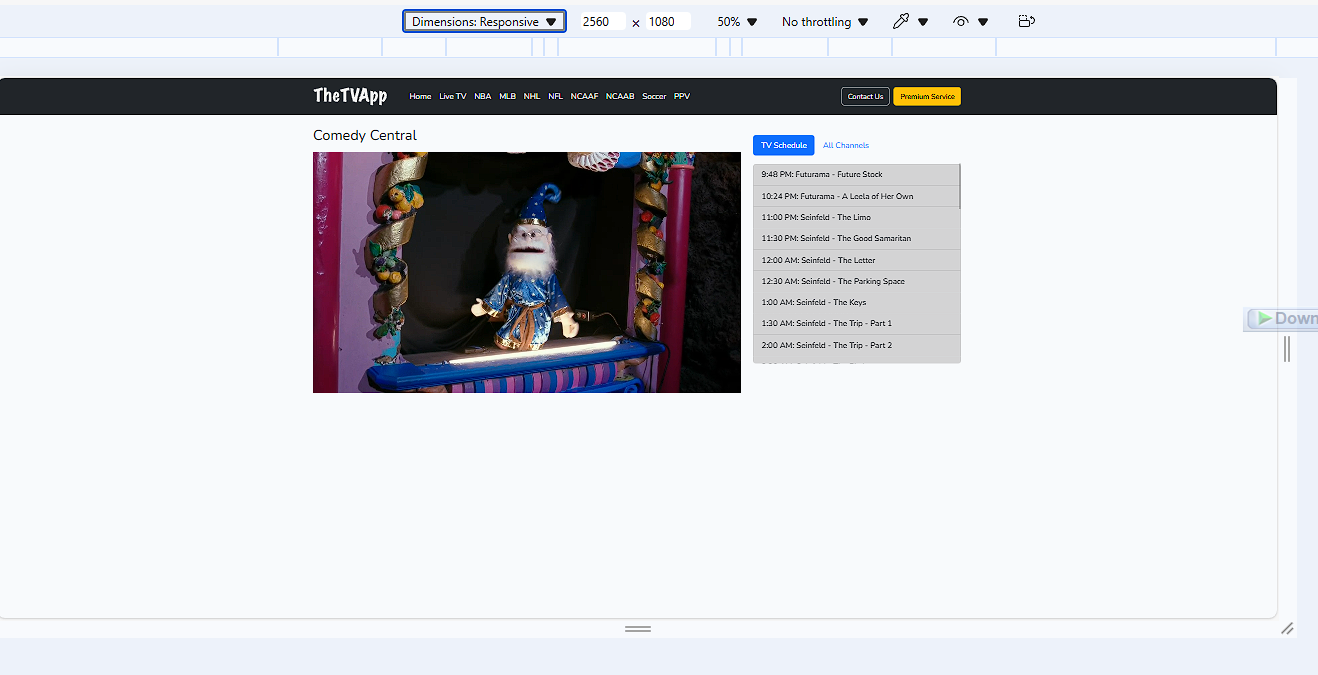 Dimensions: Responsive 2560 × 1080 50% No throttling
TheTVApp Home Live TV NBA MLB NHL NFL NCAAF NCAAB Soccer PPV Contact Us Premium Service
Comedy Central
TV Schedule All Channels
9:48 PM: Futurama - Future Stock
10:24 PM: Futurama - A Leela of Her Own
11:00 PM: Seinfeld - The Limo
11:30 PM: Seinfeld - The Good Samaritan
12:00 AM: Seinfeld - The Letter
12:30 AM: Seinfeld - The Parking Space
1:00 AM: Seinfeld - The Keys
1:30 AM: Seinfeld - The Trip - Part 1
2:00 AM: Seinfeld - The Trip - Part 2
Down